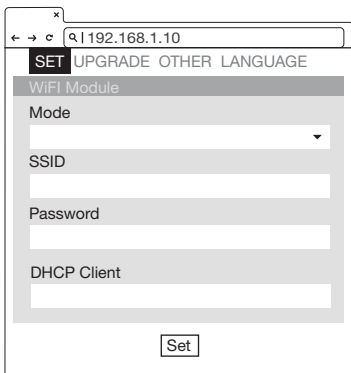 192.168.1.10
SET UPGRADE OTHER LANGUAGE
WiFI Module
Mode
SSID
Password
DHCP Client
Set